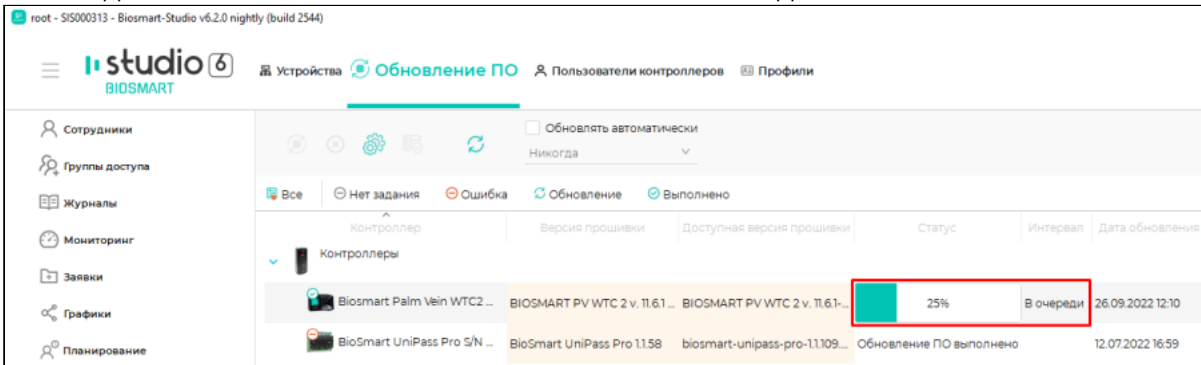 root - SIS000313 - Biosmart-Studio v6.2.0 nightly (build 2544)
studio 6
BIOSMART
Устройства Обновление ПО Пользователи контроллеров Профили
Сотрудники
Группы доступа
Журналы
Мониторинг
Заявки
Графики
Планирование
Обновлять автоматически
Никогда
Все Нет задания Ошибка Обновление Выполнено
Контроллер Версия прошивки Доступная версия прошивки Статус Интервал Дата обновления
Контроллеры
Biosmart Palm Vein WTC2 ... BIOSMART PV WTC 2 v. 11.6.1 ... BIOSMART PV WTC 2 v. 11.6.1-... 25% В очереди 26.09.2022 12:10
BioSmart UniPass Pro S/N ... BioSmart UniPass Pro 1.1.58 biosmart-unipass-pro-1.1.109.... Обновление ПО выполнено 12.07.2022 16:59